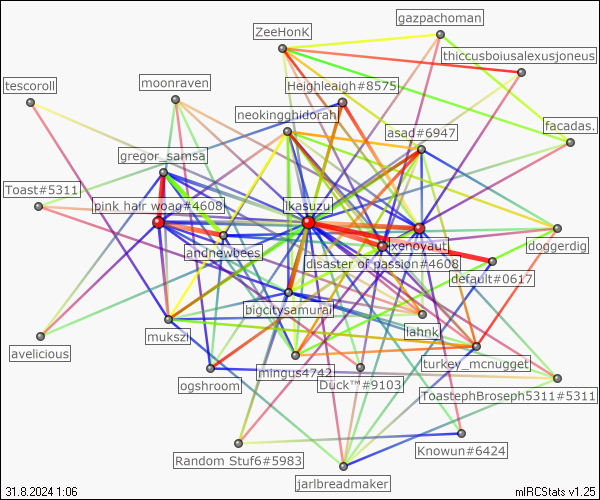 gazpachoman
ZeeHonK
thiccusboiusalexusjoneus
tescoroll
moonraven
Heighleaigh#8575
neokingghidorah
facadas.
asad#6947
gregor_samsa
Toast#5311
pink hair woag#4608
ikasuzu
xenoyaut
doggerdig
andnewbees
disaster of passion#4608
default#0617
bigcitysamurai
lahnk
mukszi
avelicious
turkey_mcnugget
mingus4742
ogshroom
Duck™#9103
ToastephBroseph5311#5311
Knowun#6424
Random Stuf6#5983
jarlbreadmaker
31.8.2024 1:06
mIRCStats v1.25